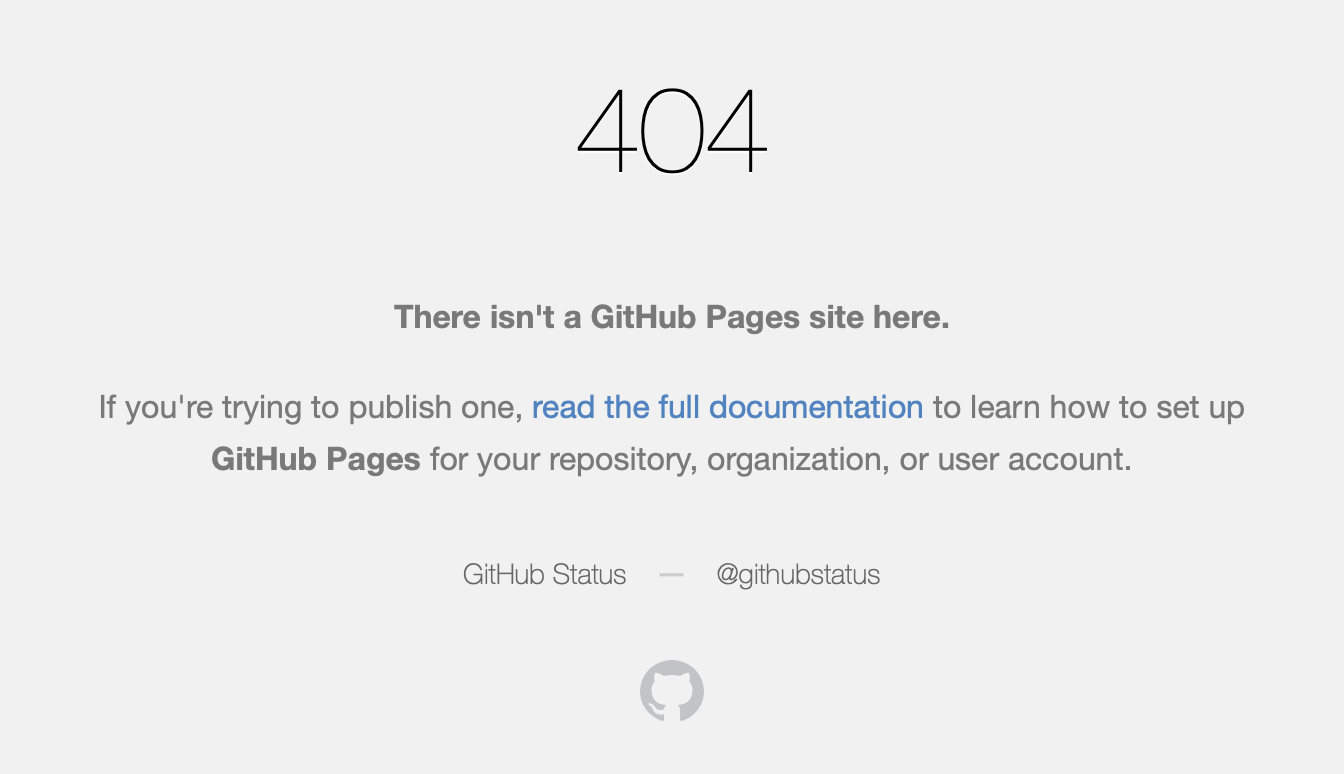 404
There isn't a GitHub Pages site here.
If you're trying to publish one, read the full documentation to learn how to set up
GitHub Pages for your repository, organization, or user account.
GitHub Status — @githubstatus